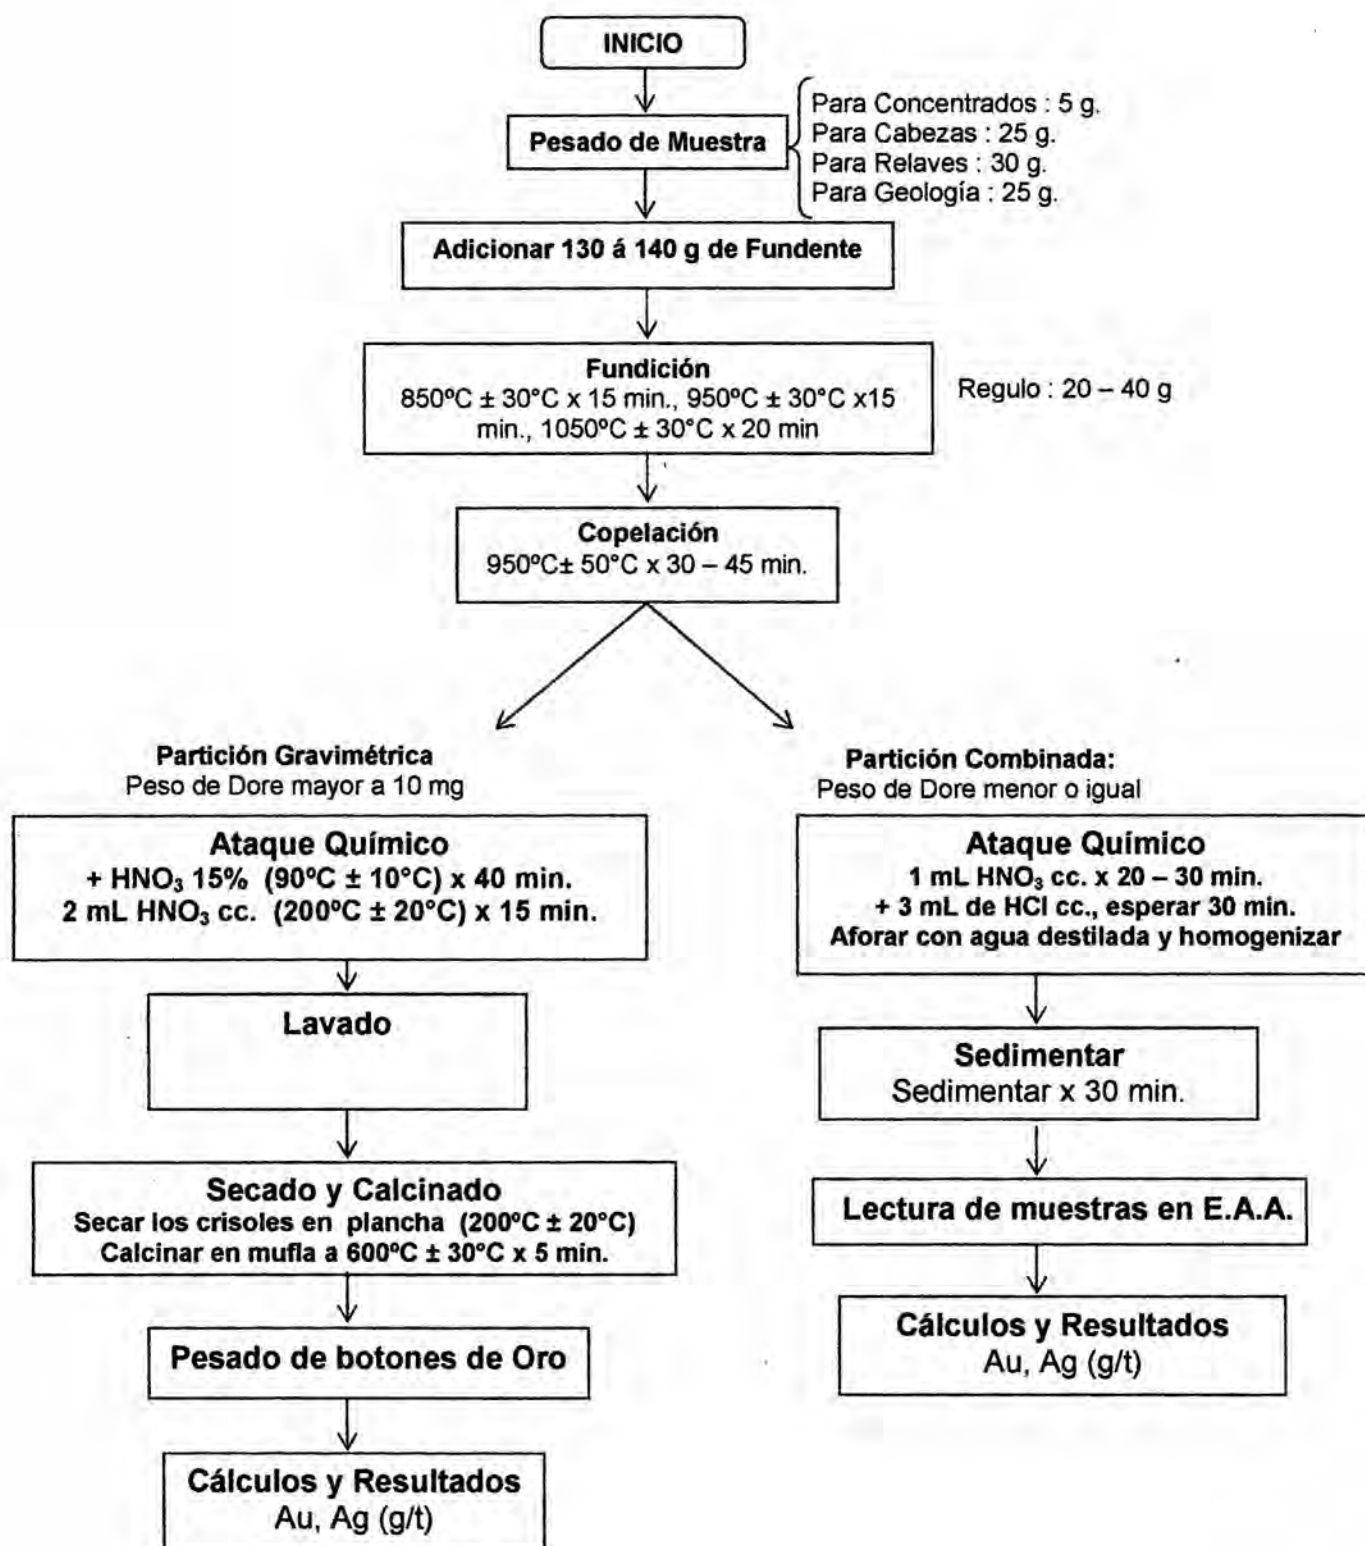 INICIO
Pesado de Muestra
Para Concentrados : 5 g.
Para Cabezas : 25 g.
Para Relaves : 30 g.
Para Geología : 25 g.
Adicionar 130 á 140 g de Fundente
Fundición
850ºC ± 30°C x 15 min., 950ºC ± 30°C x15
min., 1050ºC ± 30°C x 20 min
Regulo : 20 – 40 g
Copelación
950ºC± 50°C x 30 – 45 min.
Partición Gravimétrica
Peso de Dore mayor a 10 mg
Ataque Químico
+ HNO₃ 15% (90ºC ± 10°C) x 40 min.
2 mL HNO₃ cc. (200ºC ± 20°C) x 15 min.
Lavado
Secado y Calcinado
Secar los crisoles en plancha (200ºC ± 20°C)
Calcinar en mufla a 600ºC ± 30°C x 5 min.
Pesado de botones de Oro
Cálculos y Resultados
Au, Ag (g/t)
Partición Combinada:
Peso de Dore menor o igual
Ataque Químico
1 mL HNO₃ cc. x 20 – 30 min.
+ 3 mL de HCl cc., esperar 30 min.
Aforar con agua destilada y homogenizar
Sedimentar
Sedimentar x 30 min.
Lectura de muestras en E.A.A.
Cálculos y Resultados
Au, Ag (g/t)